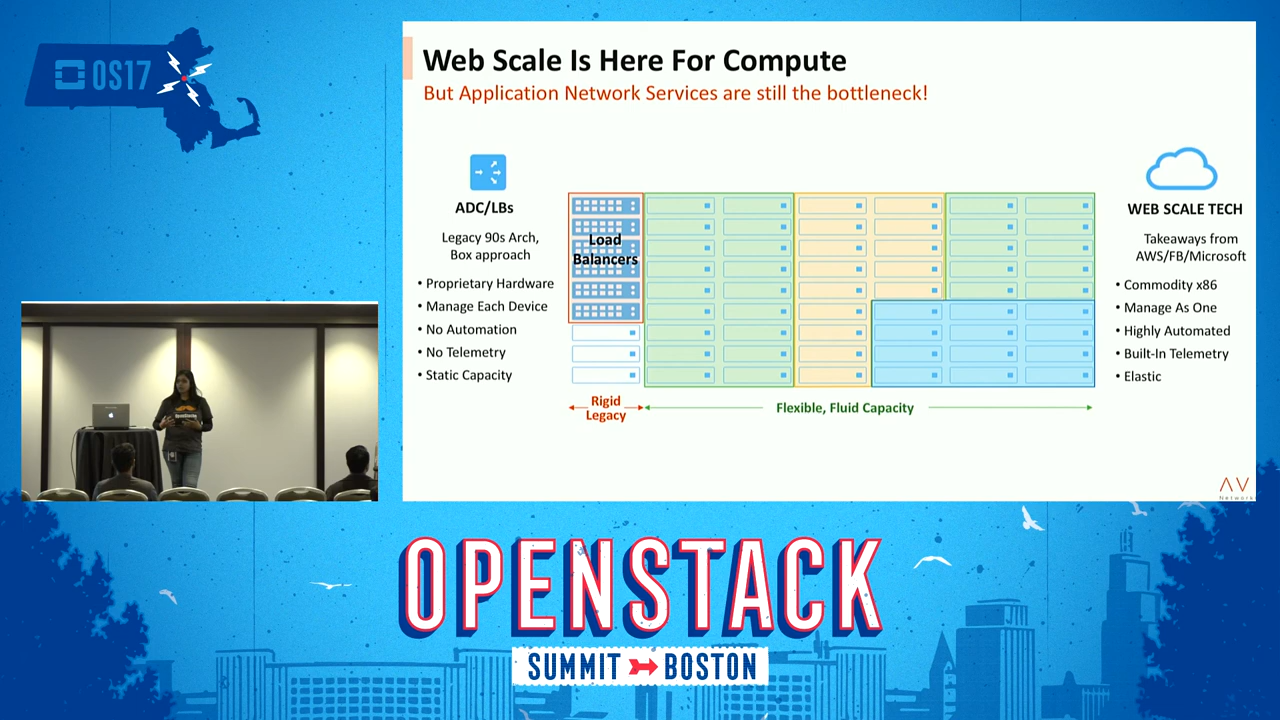 OS17
Web Scale Is Here For Compute
But Application Network Services are still the bottleneck!
ADC/LBs
Legacy 90s Arch,
Box approach
• Proprietary Hardware
• Manage Each Device
• No Automation
• No Telemetry
• Static Capacity
Load
Balancers
Rigid
Legacy
Flexible, Fluid Capacity
WEB SCALE TECH
Takeaways from
AWS/FB/Microsoft
• Commodity x86
• Manage As One
• Highly Automated
• Built-In Telemetry
• Elastic
AV
Network
OPENSTACK
SUMMIT BOSTON